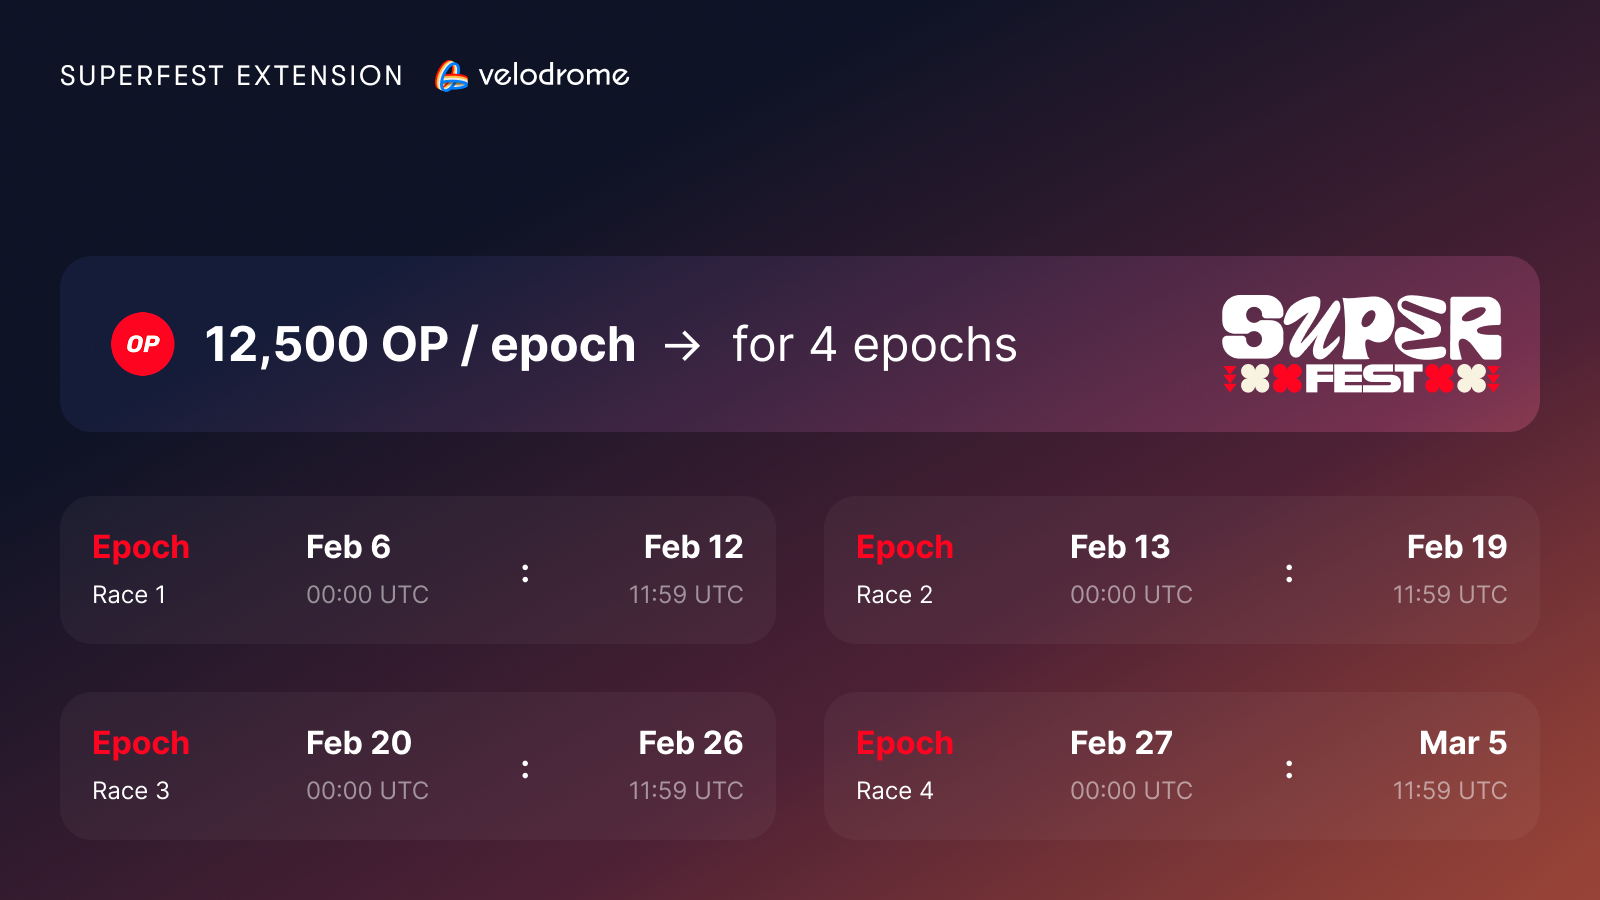 SUPERFEST EXTENSION velodrome
OP 12,500 OP / epoch → for 4 epochs
SUPER
FEST
Epoch Feb 6 : Feb 12
Race 1 00:00 UTC 11:59 UTC
Epoch Feb 13 : Feb 19
Race 2 00:00 UTC 11:59 UTC
Epoch Feb 20 : Feb 26
Race 3 00:00 UTC 11:59 UTC
Epoch Feb 27 : Mar 5
Race 4 00:00 UTC 11:59 UTC